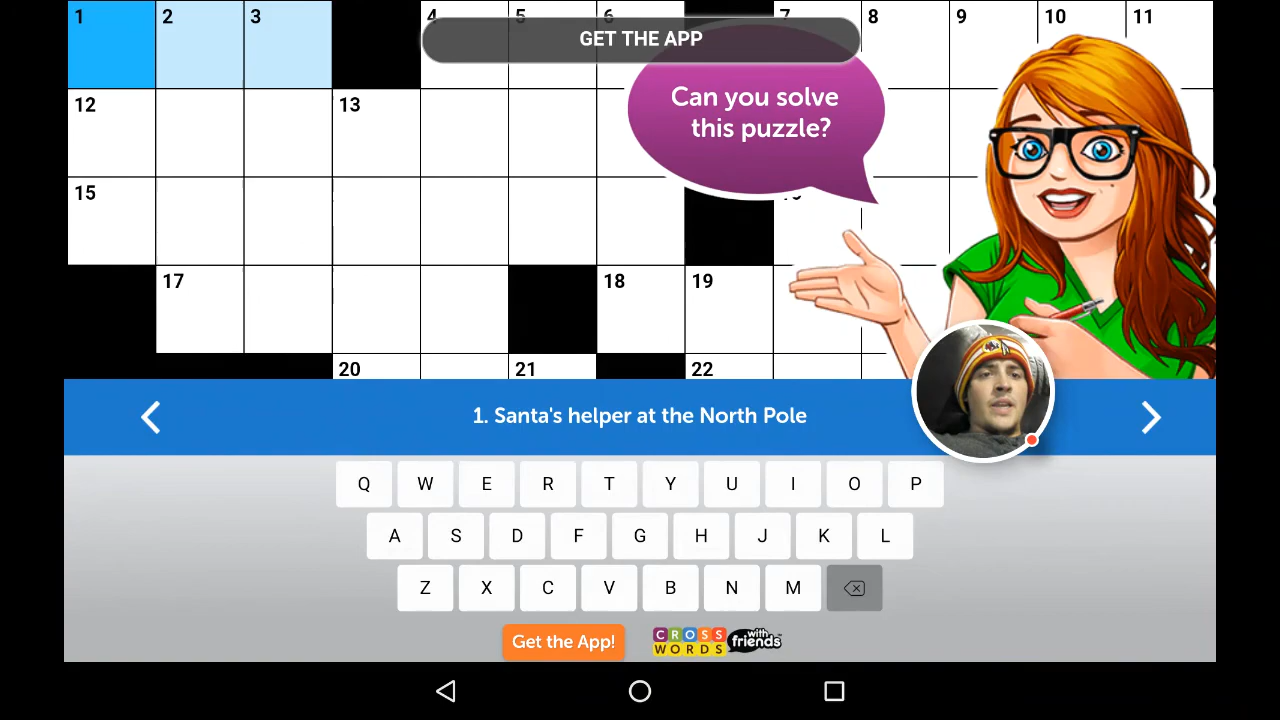 1 2 3 4 5 6 7 8 9 10 11
GET THE APP
Can you solve
this puzzle?
12 13
15
17 18 19
20 21 22
1. Santa's helper at the North Pole
Q W E R T Y U I O P
A S D F G H J K L
Z X C V B N M
Get the App!
CROSS
WORDS
with
friends